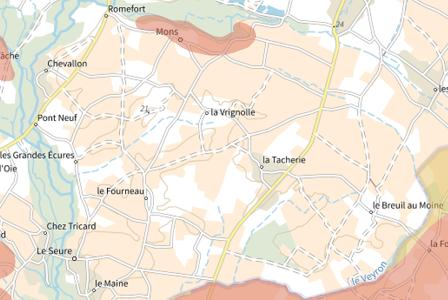 Romefort
Mons
24
Chevallon
la Vrignolle
Pont Neuf
les Grandes Écures
d'Oie
la Tacherie
le Fourneau
le Breuil au Moine
Chez Tricard
Le Seure
le Veyron
le Maine